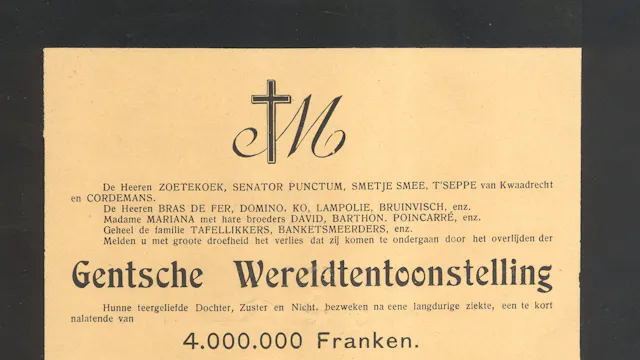 M
De Heeren ZOETEKOEK, SENATOR PUNCTUM, SMETJE SMEE, T'SEPPE van Kwaadrecht
en CORDEMANS.
De Heeren BRAS DE FER, DOMINO, KO, LAMPOLIE, BRUINVISCH, enz.
Madame MARIANA met hare broeders DAVID, BARTHON, POINCARRÉ, enz.
Geheel de familie TAFELLIKKERS, BANKETSMEERDERS, enz.
Melden u met groote droefheid het verlies dat zij komen te ondergaan door het overlijden der
Gentsche Wereldtentoonstelling
Hunne teergeliefde Dochter, Zuster en Nicht, bezweken na eene langdurige ziekte, een te kort
nalatende van
4.000.000 Franken.